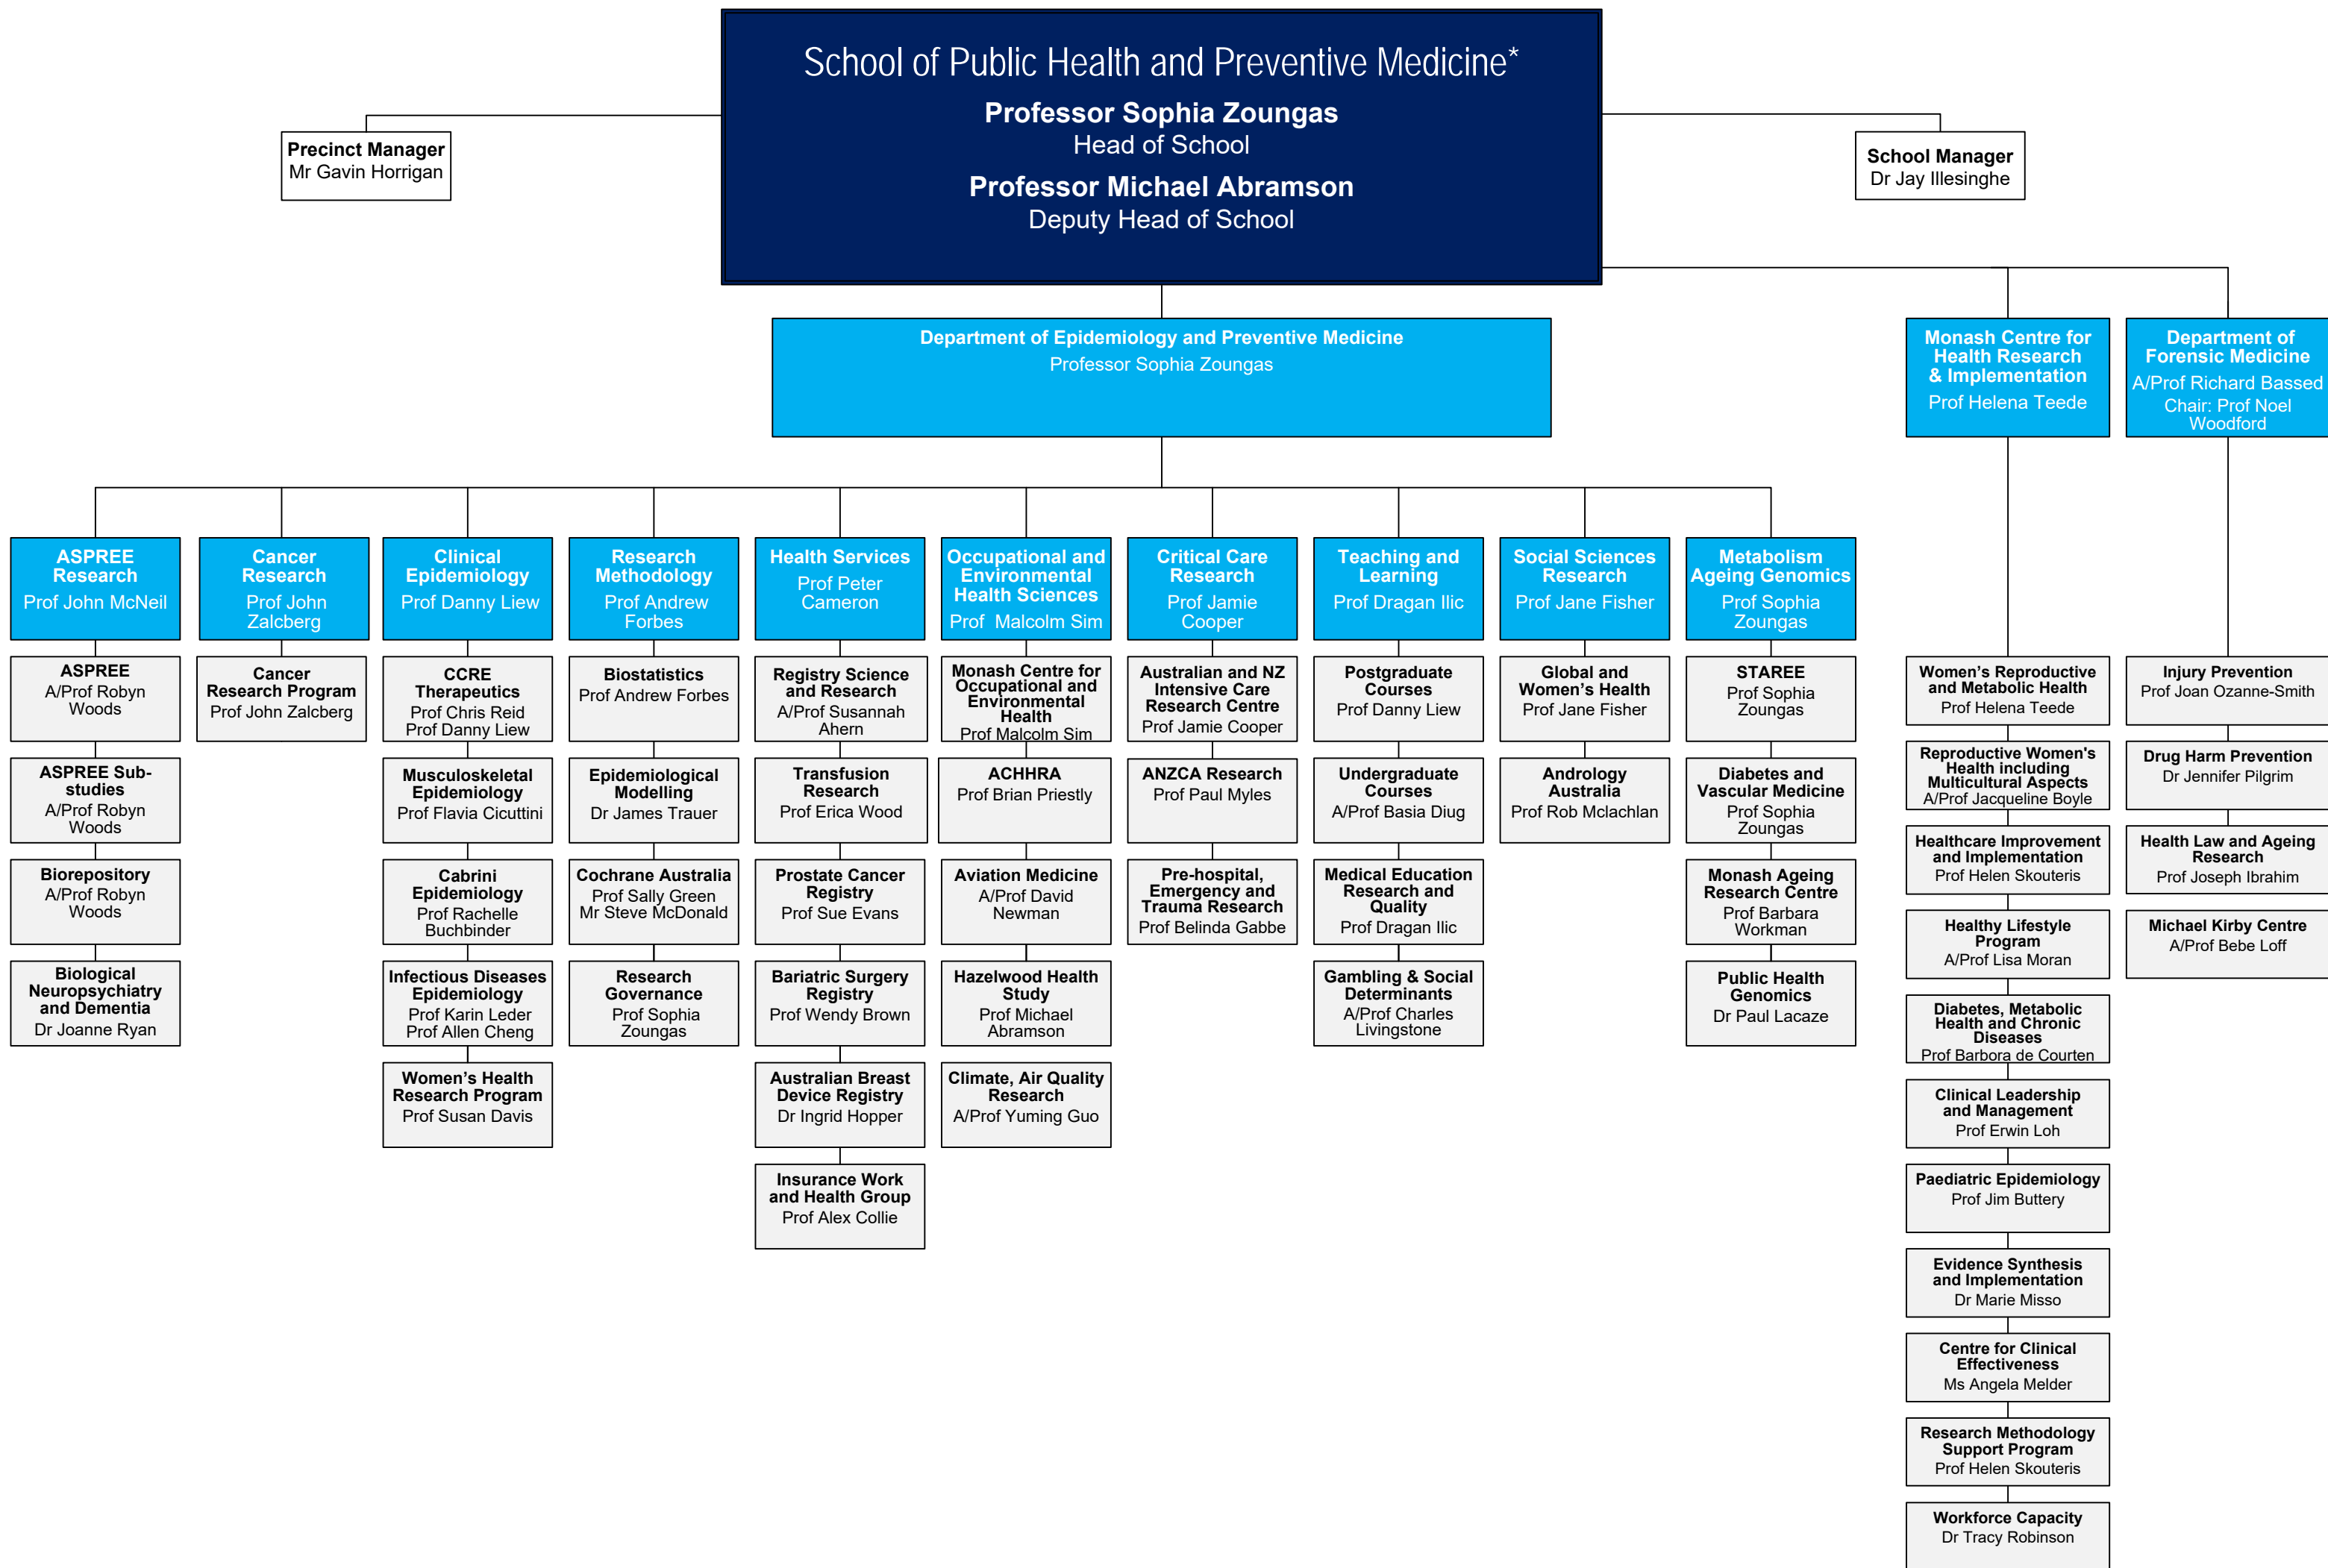 School of Public Health and Preventive Medicine*
Professor Sophia Zoungas
Head of School
Professor Michael Abramson
Deputy Head of School
Precinct Manager
Mr Gavin Horrigan
School Manager
Dr Jay Illesinghe
Department of Epidemiology and Preventive Medicine
Professor Sophia Zoungas
Monash Centre for
Health Research
& Implementation
Prof Helena Teede
Department of
Forensic Medicine
A/Prof Richard Bassed
Chair: Prof Noel
Woodford
ASPREE
Research
Prof John McNeil
Cancer
Research
Prof John
Zalcberg
Clinical
Epidemiology
Prof Danny Liew
Research
Methodology
Prof Andrew
Forbes
Health Services
Prof Peter
Cameron
Occupational and
Environmental
Health Sciences
Prof  Malcolm Sim
Critical Care
Research
Prof Jamie
Cooper
Teaching and
Learning
Prof Dragan Ilic
Social Sciences
Research
Prof Jane Fisher
Metabolism
Ageing Genomics
Prof Sophia
Zoungas
ASPREE
A/Prof Robyn
Woods
ASPREE Sub-
studies
A/Prof Robyn
Woods
Biorepository
A/Prof Robyn
Woods
Biological
Neuropsychiatry
and Dementia
Dr Joanne Ryan
Cancer
Research Program
Prof John Zalcberg
CCRE
Therapeutics
Prof Chris Reid
Prof Danny Liew
Musculoskeletal
Epidemiology
Prof Flavia Cicuttini
Cabrini
Epidemiology
Prof Rachelle
Buchbinder
Infectious Diseases
Epidemiology
Prof Karin Leder
Prof Allen Cheng
Women’s Health
Research Program
Prof Susan Davis
Biostatistics
Prof Andrew Forbes
Epidemiological
Modelling
Dr James Trauer
Cochrane Australia
Prof Sally Green
Mr Steve McDonald
Research
Governance
Prof Sophia
Zoungas
Registry Science
and Research
A/Prof Susannah
Ahern
Transfusion
Research
Prof Erica Wood
Prostate Cancer
Registry
Prof Sue Evans
Bariatric Surgery
Registry
Prof Wendy Brown
Australian Breast
Device Registry
Dr Ingrid Hopper
Insurance Work
and Health Group
Prof Alex Collie
Monash Centre for
Occupational and
Environmental
Health
Prof Malcolm Sim
ACHHRA
Prof Brian Priestly
Aviation Medicine
A/Prof David
Newman
Hazelwood Health
Study
Prof Michael
Abramson
Climate, Air Quality
Research
A/Prof Yuming Guo
Australian and NZ
Intensive Care
Research Centre
Prof Jamie Cooper
ANZCA Research
Prof Paul Myles
Pre-hospital,
Emergency and
Trauma Research
Prof Belinda Gabbe
Postgraduate
Courses
Prof Danny Liew
Undergraduate
Courses
A/Prof Basia Diug
Medical Education
Research and
Quality
Prof Dragan Ilic
Gambling & Social
Determinants
A/Prof Charles
Livingstone
Global and
Women’s Health
Prof Jane Fisher
Andrology
Australia
Prof Rob Mclachlan
STAREE
Prof Sophia
Zoungas
Diabetes and
Vascular Medicine
Prof Sophia
Zoungas
Monash Ageing
Research Centre
Prof Barbara
Workman
Public Health
Genomics
Dr Paul Lacaze
Women’s Reproductive
and Metabolic Health
Prof Helena Teede
Reproductive Women's
Health including
Multicultural Aspects
A/Prof Jacqueline Boyle
Healthcare Improvement
and Implementation
Prof Helen Skouteris
Healthy Lifestyle
Program
A/Prof Lisa Moran
Diabetes, Metabolic
Health and Chronic
Diseases
Prof Barbora de Courten
Clinical Leadership
and Management
Prof Erwin Loh
Paediatric Epidemiology
Prof Jim Buttery
Evidence Synthesis
and Implementation
Dr Marie Misso
Centre for Clinical
Effectiveness
Ms Angela Melder
Research Methodology
Support Program
Prof Helen Skouteris
Workforce Capacity
Dr Tracy Robinson
Injury Prevention
Prof Joan Ozanne-Smith
Drug Harm Prevention
Dr Jennifer Pilgrim
Health Law and Ageing
Research
Prof Joseph Ibrahim
Michael Kirby Centre
A/Prof Bebe Loff